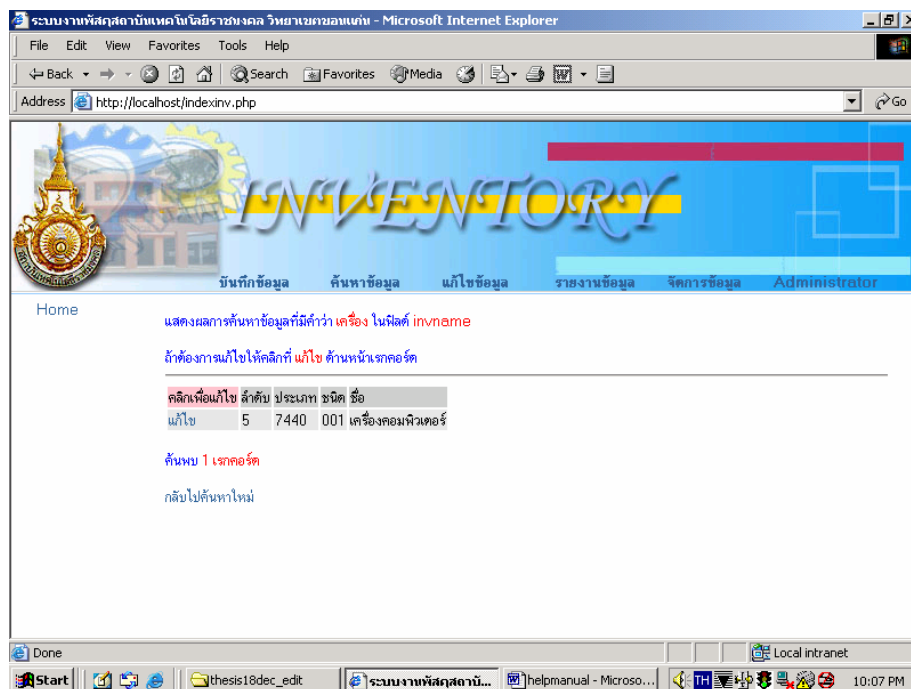 ระบบงานพัสดุสถาบันเทคโนโลยีราชมงคล วิทยาเขตขอนแก่น - Microsoft Internet Explorer
File Edit View Favorites Tools Help
Back Search Favorites Media
Address http://localhost/indexinv.php Go
INVENTORY
บันทึกข้อมูล ค้นหาข้อมูล แก้ไขข้อมูล รายงานข้อมูล จัดการข้อมูล Administrator
Home
แสดงผลการค้นหาข้อมูลที่มีคำว่า เครื่อง ในฟิลด์ invname
ถ้าต้องการแก้ไขให้คลิกที่ แก้ไข ด้านหน้าเรกคอร์ด
คลิกเพื่อแก้ไข ลำดับ ประเภท ชนิด ชื่อ
แก้ไข 5 7440 001 เครื่องคอมพิวเตอร์
ค้นพบ 1 เรกคอร์ด
กลับไปค้นหาใหม่
Done Local intranet
Start thesis18dec_edit ระบบงานพัสดุสถาบั... helpmanual - Microso... TH 10:07 PM